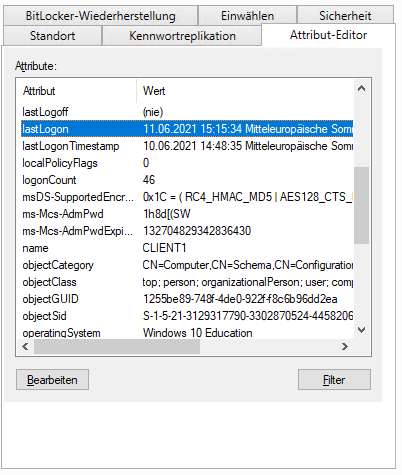 BitLocker-Wiederherstellung Einwählen Sicherheit
Standort Kennwortreplikation Attribut-Editor
Attribute:
Attribut Wert
lastLogoff (nie)
lastLogon 11.06.2021 15:15:34 Mitteleuropäische Somm
lastLogonTimestamp 10.06.2021 14:48:35 Mitteleuropäische Somm
localPolicyFlags 0
logonCount 46
msDS-SupportedEncr... 0x1C = ( RC4_HMAC_MD5 | AES128_CTS_
ms-Mcs-AdmPwd 1h8d[(SW
ms-Mcs-AdmPwdExpi... 132704829342836430
name CLIENT1
objectCategory CN=Computer,CN=Schema,CN=Configuration
objectClass top; person; organizationalPerson; user; comp
objectGUID 1255be89-748f-4de0-922f-f8c6b96dd2ea
objectSid S-1-5-21-3129317790-3302870524-4458206
operatingSystem Windows 10 Education
Bearbeiten Filter